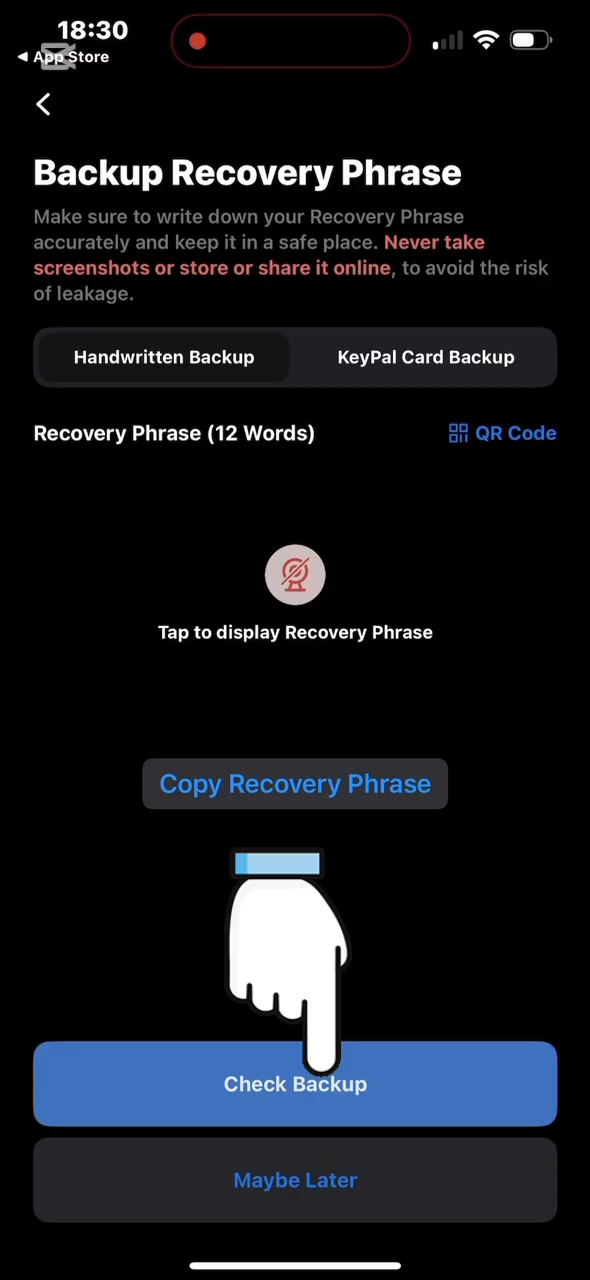 18:30
◀ App Store
Backup Recovery Phrase
Make sure to write down your Recovery Phrase
accurately and keep it in a safe place. Never take
screenshots or store or share it online, to avoid the risk
of leakage.
Handwritten Backup
KeyPal Card Backup
Recovery Phrase (12 Words)
QR Code
Tap to display Recovery Phrase
Copy Recovery Phrase
Check Backup
Maybe Later